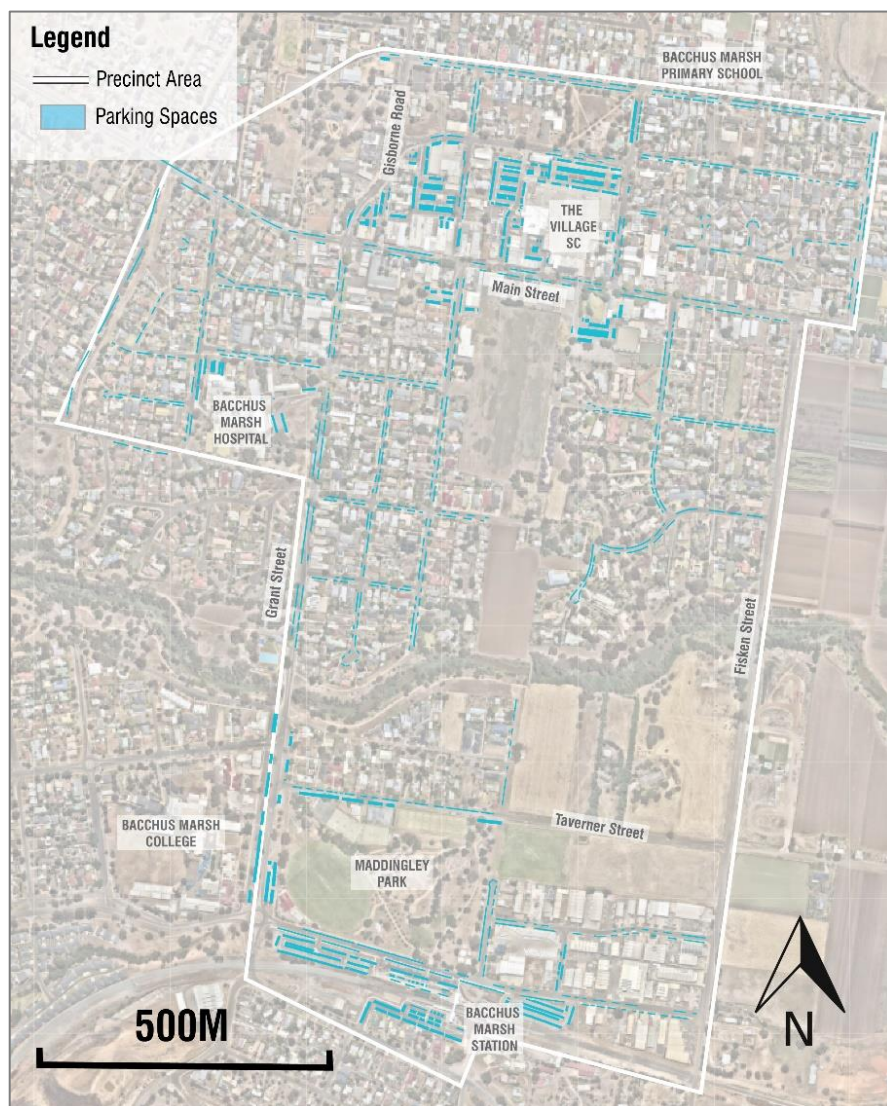 Legend
Precinct Area
Parking Spaces
BACCHUS MARSH
PRIMARY SCHOOL
Gisborne Road
THE
VILLAGE
SC
Main Street
BACCHUS
MARSH
HOSPITAL
Grant Street
Fisken Street
BACCHUS MARSH
COLLEGE
Taverner Street
MADDINGLEY
PARK
500M
BACCHUS
MARSH
STATION
N